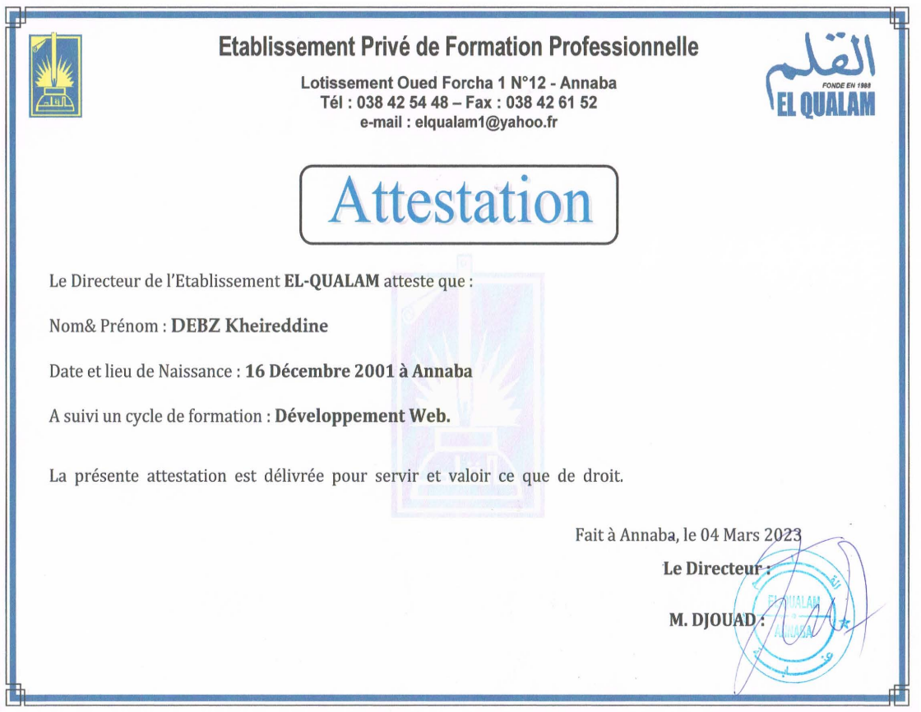 Etablissement Privé de Formation Professionnelle
Lotissement Oued Forcha 1 N°12 - Annaba
Tél : 038 42 54 48 – Fax : 038 42 61 52
e-mail : elqualam1@yahoo.fr
القلم
القلم
FONDE EN 1988
EL QUALAM
Attestation
Le Directeur de l'Etablissement EL-QUALAM atteste que :
Nom& Prénom : DEBZ Kheireddine
Date et lieu de Naissance : 16 Décembre 2001 à Annaba
A suivi un cycle de formation : Développement Web.
La présente attestation est délivrée pour servir et valoir ce que de droit.
Fait à Annaba, le 04 Mars 2023
Le Directeur :
M. DJOUAD :
EL QUALAM
ANNABA
عنابة